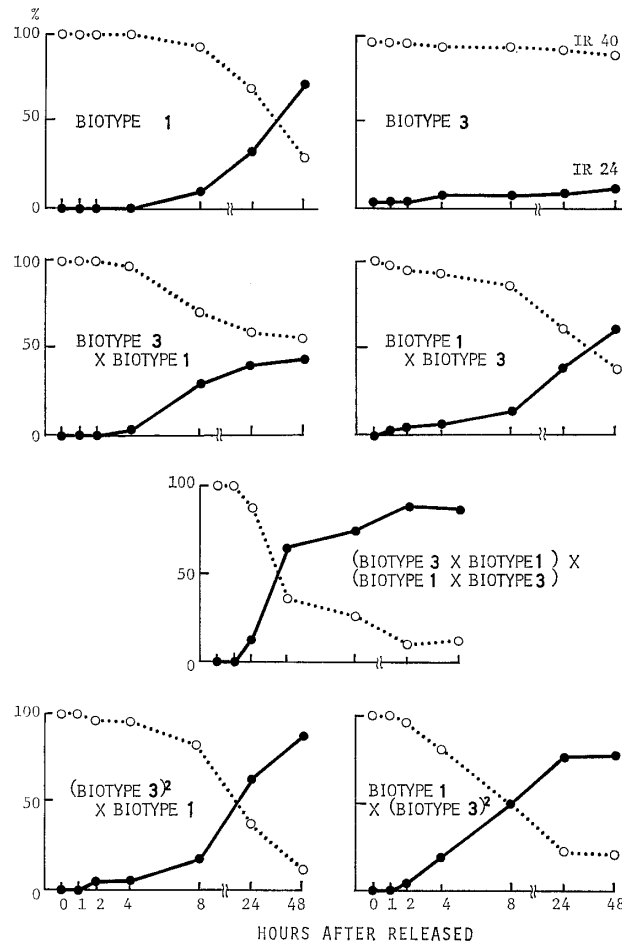 %
100
50
0
BIOTYPE 1
IR 40
BIOTYPE 3
IR 24
100
50
0
BIOTYPE 3
X BIOTYPE 1
BIOTYPE 1
X BIOTYPE 3
100
50
0
(BIOTYPE 3 X BIOTYPE 1) X
(BIOTYPE 1 X BIOTYPE 3)
100
50
0
(BIOTYPE 3)²
X BIOTYPE 1
BIOTYPE 1
X (BIOTYPE 3)²
0 1 2 4 8 24 48
0 1 2 4 8 24 48
HOURS AFTER RELEASED